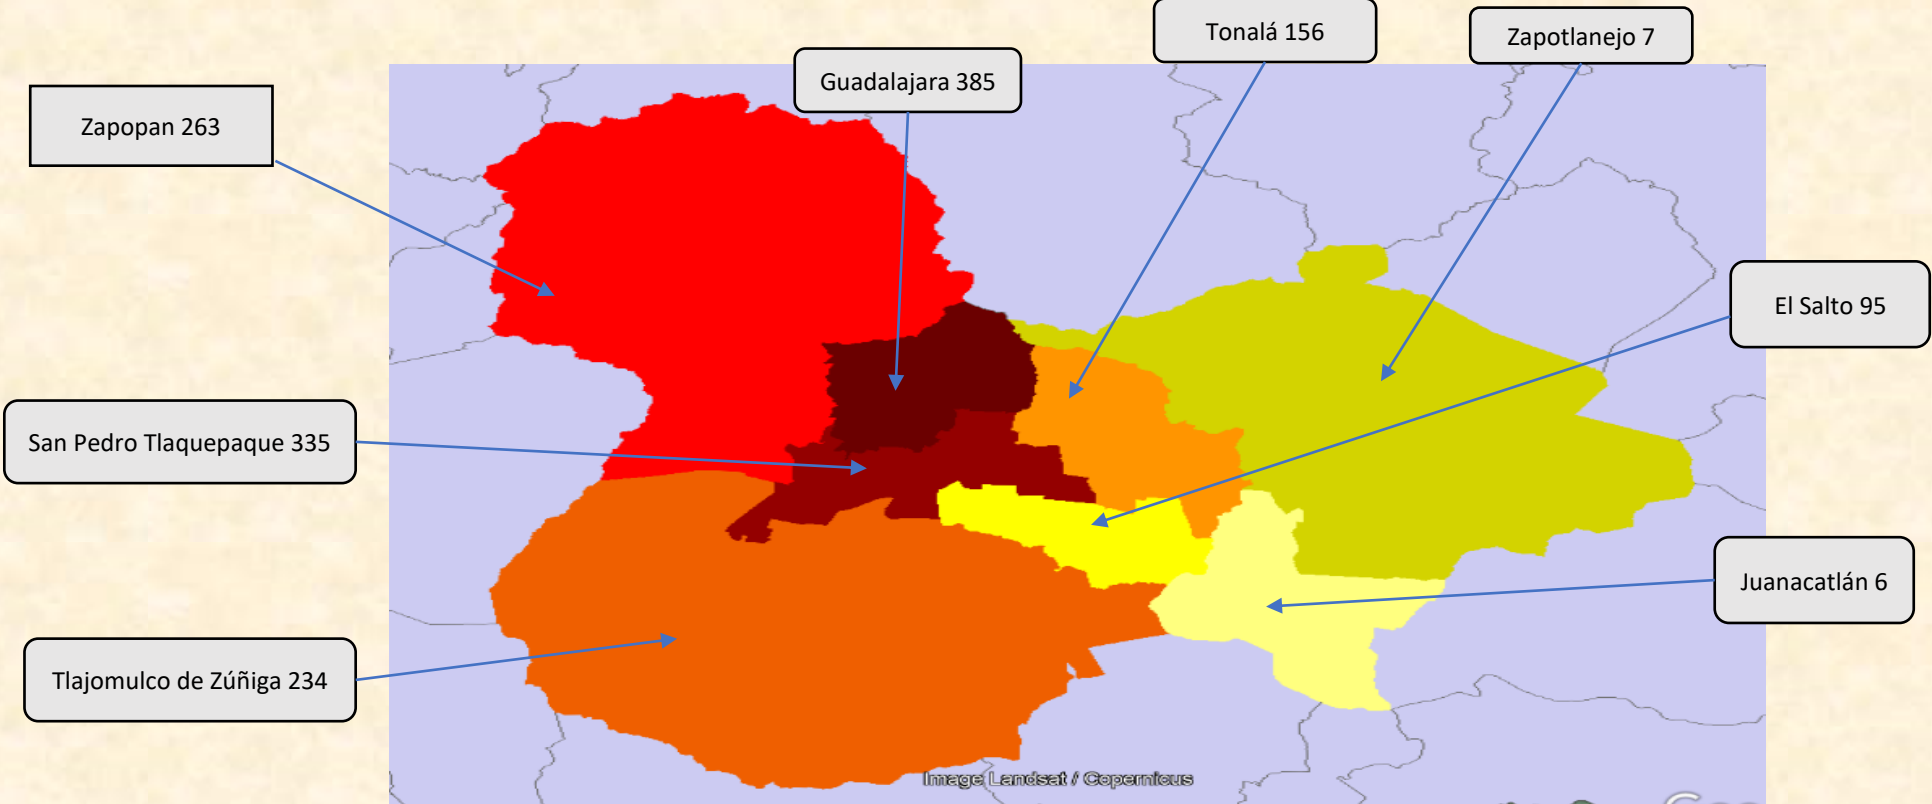 Tonalá 156
Zapotlanejo 7
Guadalajara 385
Zapopan 263
El Salto 95
San Pedro Tlaquepaque 335
Juanacatlán 6
Tlajomulco de Zúñiga 234
Image Landsat / Copernicus